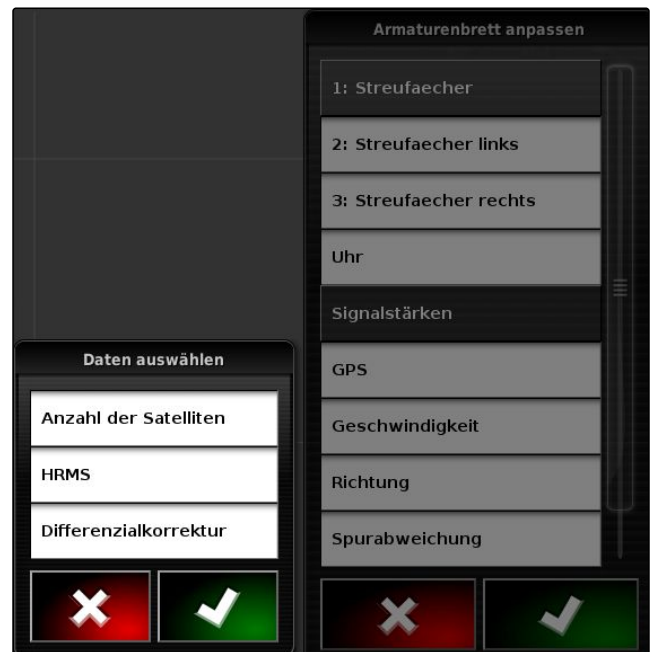 Armaturenbrett anpassen
1: Streufaecher
2: Streufaecher links
3: Streufaecher rechts
Uhr
Signalstärken
GPS
Geschwindigkeit
Richtung
Spurabweichung
Daten auswählen
Anzahl der Satelliten
HRMS
Differenzialkorrektur